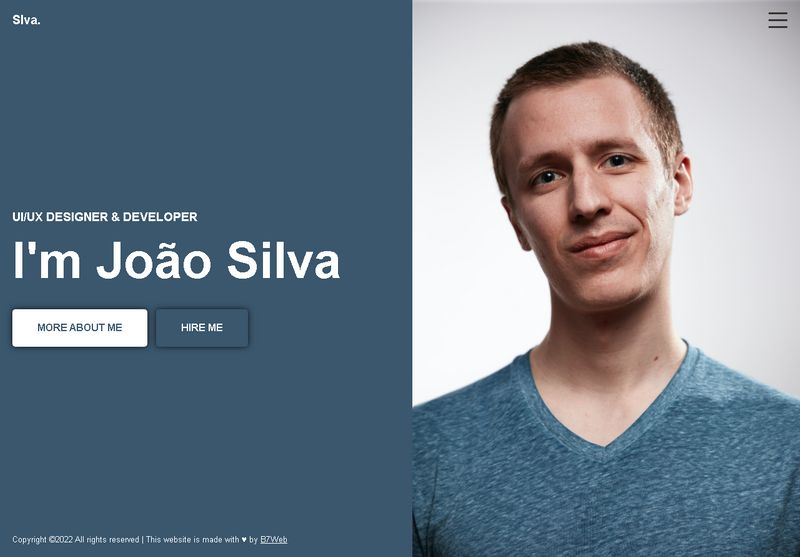 SIva.
UI/UX DESIGNER & DEVELOPER
I'm João Silva
MORE ABOUT ME
HIRE ME
Copyright ©2022 All rights reserved | This website is made with ♥ by B7Web